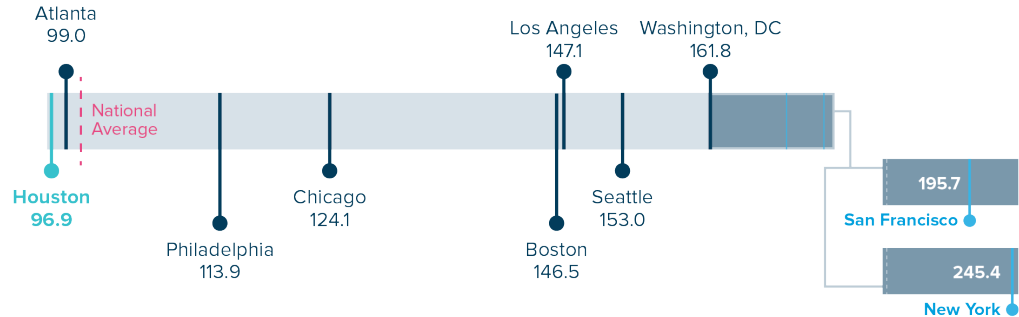 Atlanta
99.0
Los Angeles
147.1
Washington, DC
161.8
National
Average
Houston
96.9
Philadelphia
113.9
Chicago
124.1
Boston
146.5
Seattle
153.0
195.7
San Francisco
245.4
New York